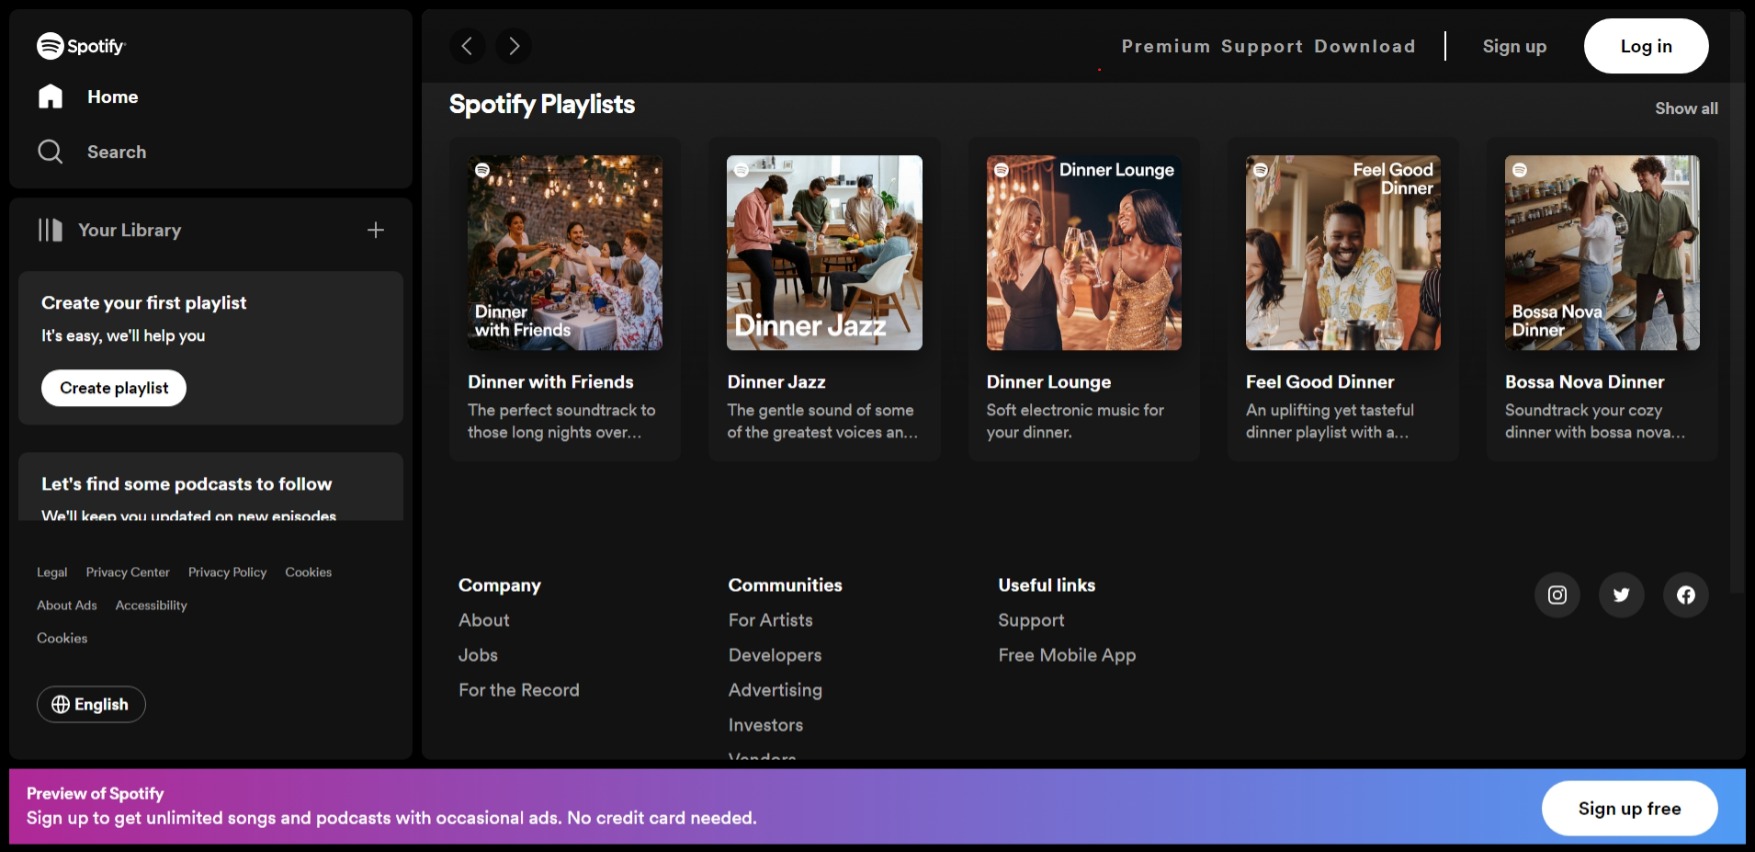 Spotify
Home
Search
Your Library
Create your first playlist
It's easy, we'll help you
Create playlist
Let's find some podcasts to follow
We'll keep you updated on new episodes
Legal Privacy Center Privacy Policy Cookies
About Ads Accessibility
Cookies
English
Premium Support Download Sign up Log in
Spotify Playlists Show all
Dinner
with Friends
Dinner with Friends
The perfect soundtrack to
those long nights over...
Dinner Jazz
Dinner Jazz
The gentle sound of some
of the greatest voices an...
Dinner Lounge
Dinner Lounge
Soft electronic music for
your dinner.
Feel Good
Dinner
Feel Good Dinner
An uplifting yet tasteful
dinner playlist with a...
Bossa Nova
Dinner
Bossa Nova Dinner
Soundtrack your cozy
dinner with bossa nova...
Company
About
Jobs
For the Record
Communities
For Artists
Developers
Advertising
Investors
Vendors
Useful links
Support
Free Mobile App
Preview of Spotify
Sign up to get unlimited songs and podcasts with occasional ads. No credit card needed.
Sign up free